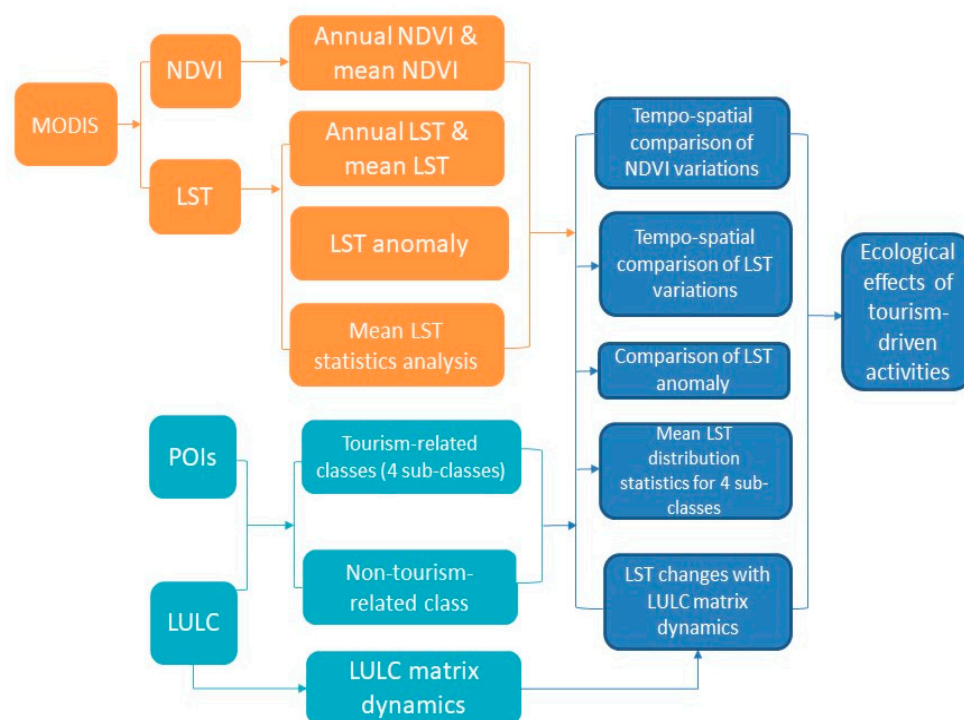 MODIS
NDVI
LST
Annual NDVI &
mean NDVI
Annual LST &
mean LST
LST anomaly
Mean LST
statistics analysis
POIs
LULC
Tourism-related
classes (4 sub-classes)
Non-tourism-
related class
LULC matrix
dynamics
Tempo-spatial
comparison of
NDVI variations
Tempo-spatial
comparison of LST
variations
Comparison of LST
anomaly
Mean LST
distribution
statistics for 4 sub-
classes
LST changes with
LULC matrix
dynamics
Ecological
effects of
tourism-
driven
activities